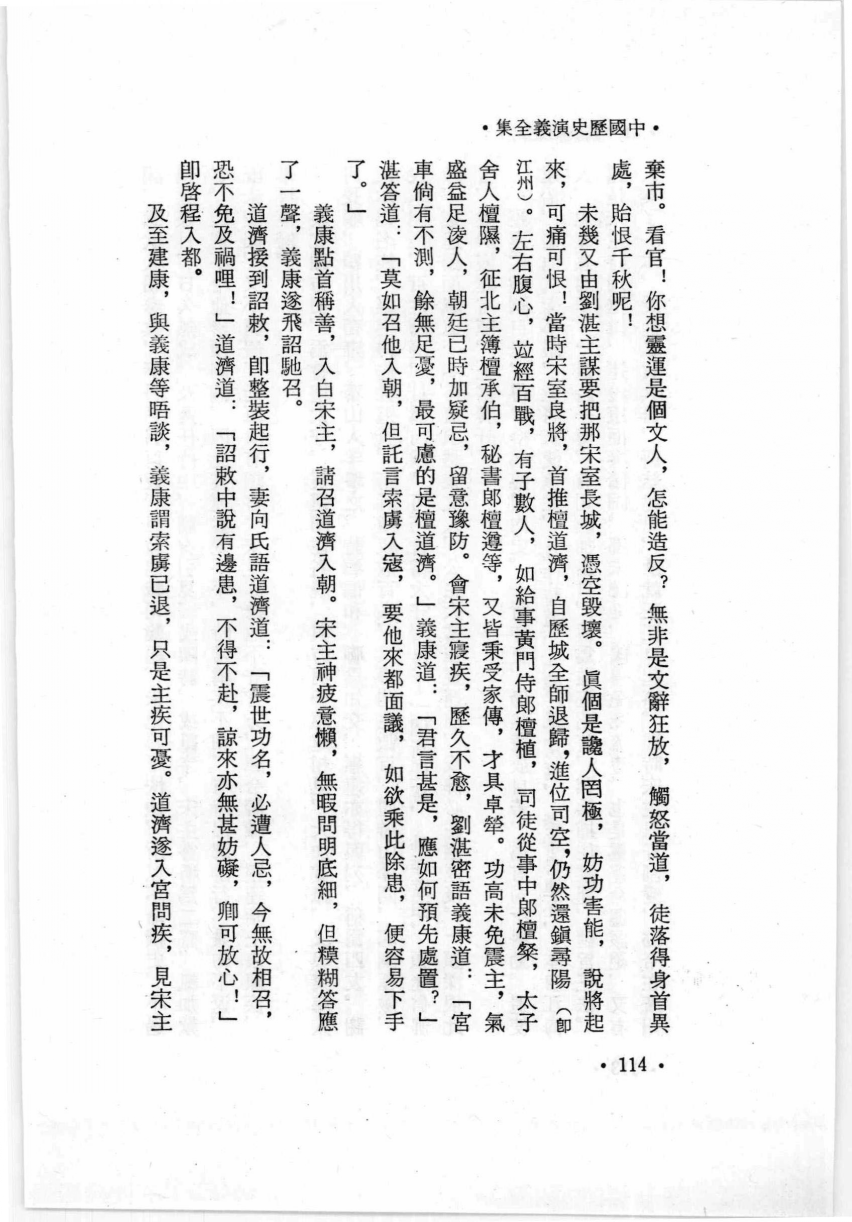 •中國歷史演義全集•
棄市。看官！你想靈運是個文人，怎能造反？無非是文辭狂放，觸怒當道，徒落得身首異
處，貽恨千秋呢！
未幾又由劉湛主謀要把那宋室長城，憑空毀壞。眞個是讒人罔極，妨功害能，說將起
來，可痛可恨！當時宋室良將，首推檀道濟，自歷城全師退歸，進位司空，仍然還鎮尋陽（卽
江州）。左右腹心，竝經百戰，有子數人，如給事黃門侍郎檀植，司徒從事中郎檀粲，太子
舍人檀隰，征北主簿檀承伯，秘書郎檀遵等，又皆秉受家傳，才具卓犖。功高未免震主，氣
盛益足凌人，朝廷已時加疑忌，留意豫防。會宋主寢疾，歷久不愈，劉湛密語義康道：「宮
車倘有不測，餘無足憂，最可慮的是檀道濟。」義康道：「君言甚是，應如何預先處置？」
湛答道：「莫如召他入朝，但託言索虜入寇，要他來都面議，如欲乘此除患，便容易下手
了。」
義康點首稱善，入白宋主，請召道濟入朝。宋主神疲意懶，無暇問明底細，但糢糊答應
了一聲，義康遂飛詔馳召。
道濟接到詔敕，卽整裝起行，妻向氏語道濟道：「震世功名，必遭人忌，今無故相召，
恐不免及禍哩！」道濟道：「詔敕中說有邊患，不得不赴，諒來亦無甚妨礙，卿可放心！」
卽啓程入都。
及至建康，與義康等晤談，義康謂索虜已退，只是主疾可憂。道濟遂入宮問疾，見宋主
•114•